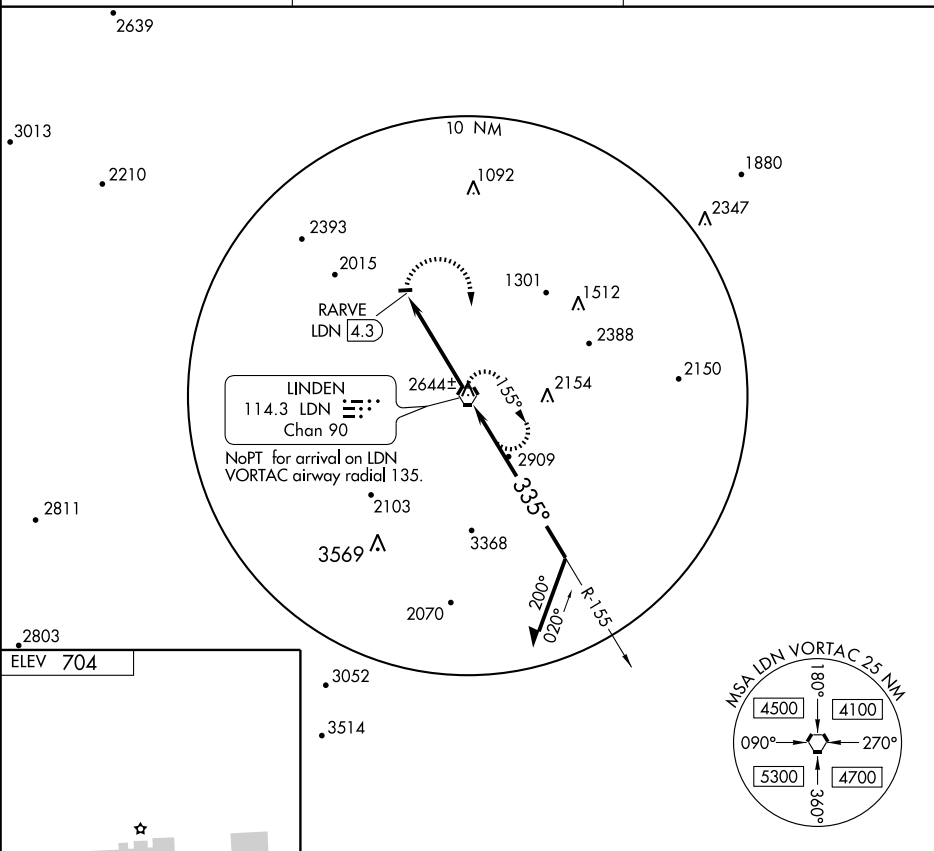 2639
3013
2210
10 NM
1092
1880
2347
2393
2015
1301
1512
RARVE
LDN 4.3
2388
2150
2644±
155°
2154
LINDEN
114.3 LDN
Chan 90
NoPT for arrival on LDN
VORTAC airway radial 135.
2909
335°
2103
2811
3368
3569
200°
020°
R-155
2070
2803
ELEV 704
3052
3514
MSA LDN VORTAC 25 NM
180°
4500 4100
090° 270°
5300 4700
360°